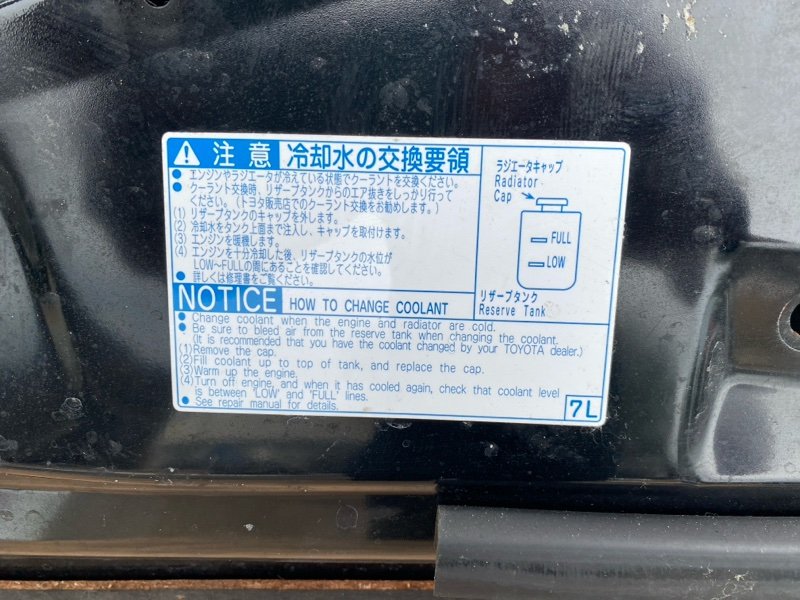 注意 冷却水の交換要領
● エンジンやラジエータが冷えている状態でクーラントを交換ください。
● クーラント交換時、リザーブタンクからのエア抜きをしっかり行って
ください。(トヨタ販売店でのクーラント交換をお勧めします。)
(1) リザーブタンクのキャップを外します。
(2) 冷却水をタンク上面まで注入し、キャップを取付けます。
(3) エンジンを暖機します。
(4) エンジンを十分冷却した後、リザーブタンクの水位が
LOW~FULLの間にあることを確認してください。
● 詳しくは修理書をご覧ください。
ラジエータキャップ
Radiator
Cap
FULL
LOW
リザーブタンク
Reserve Tank
NOTICE HOW TO CHANGE COOLANT
● Change coolant when the engine and radiator are cold.
● Be sure to bleed air from the reserve tank when changing the coolant.
(It is recommended that you have the coolant changed by your TOYOTA dealer.)
(1)Remove the cap.
(2)Fill coolant up to top of tank, and replace the cap.
(3)Warm up the engine.
(4)Turn off engine, and when it has cooled again, check that coolant level
is between 'LOW' and 'FULL' lines.
● See repair manual for details.
7L